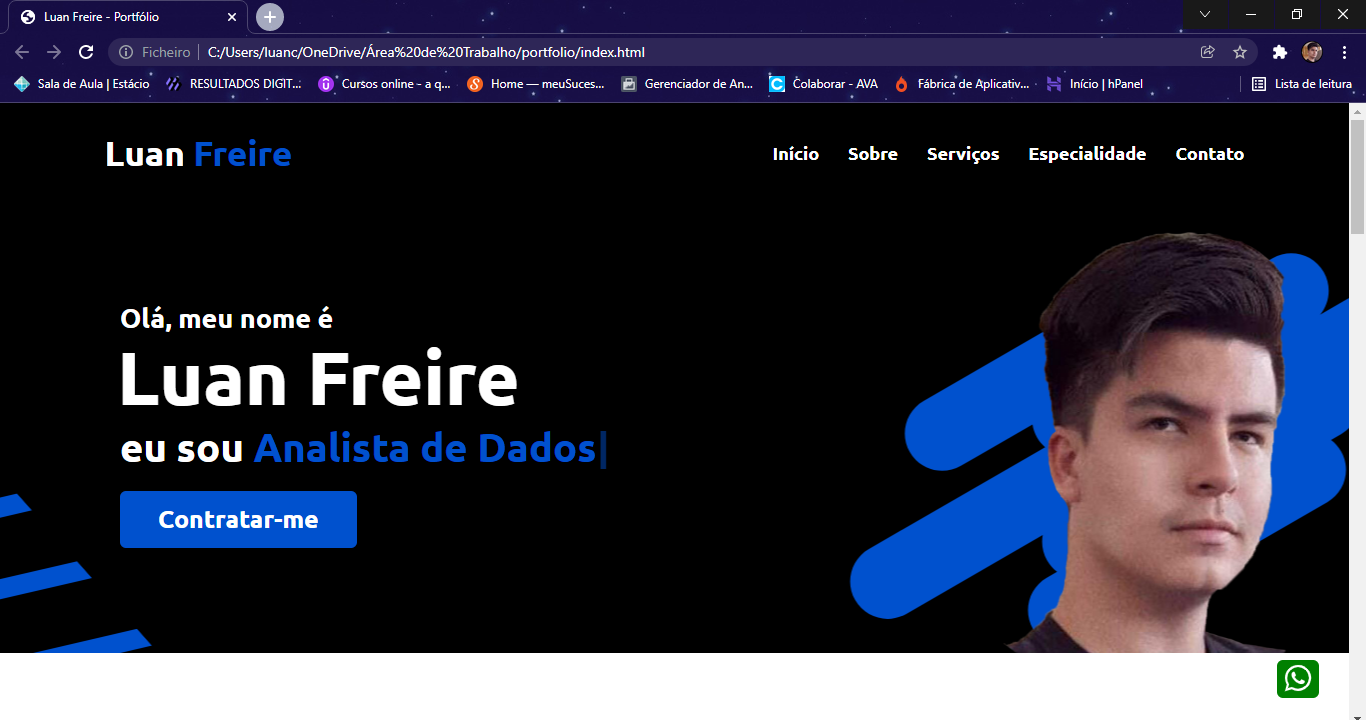 Luan Freire - Portfólio
Ficheiro C:/Users/luanc/OneDrive/Área%20de%20Trabalho/portfolio/index.html
Sala de Aula | Estácio RESULTADOS DIGIT... Cursos online - a q... Home — meuSuces... Gerenciador de An... Colaborar - AVA Fábrica de Aplicativ... Início | hPanel Lista de leitura
Luan Freire Início Sobre Serviços Especialidade Contato
Olá, meu nome é
Luan Freire
eu sou Analista de Dados|
Contratar-me